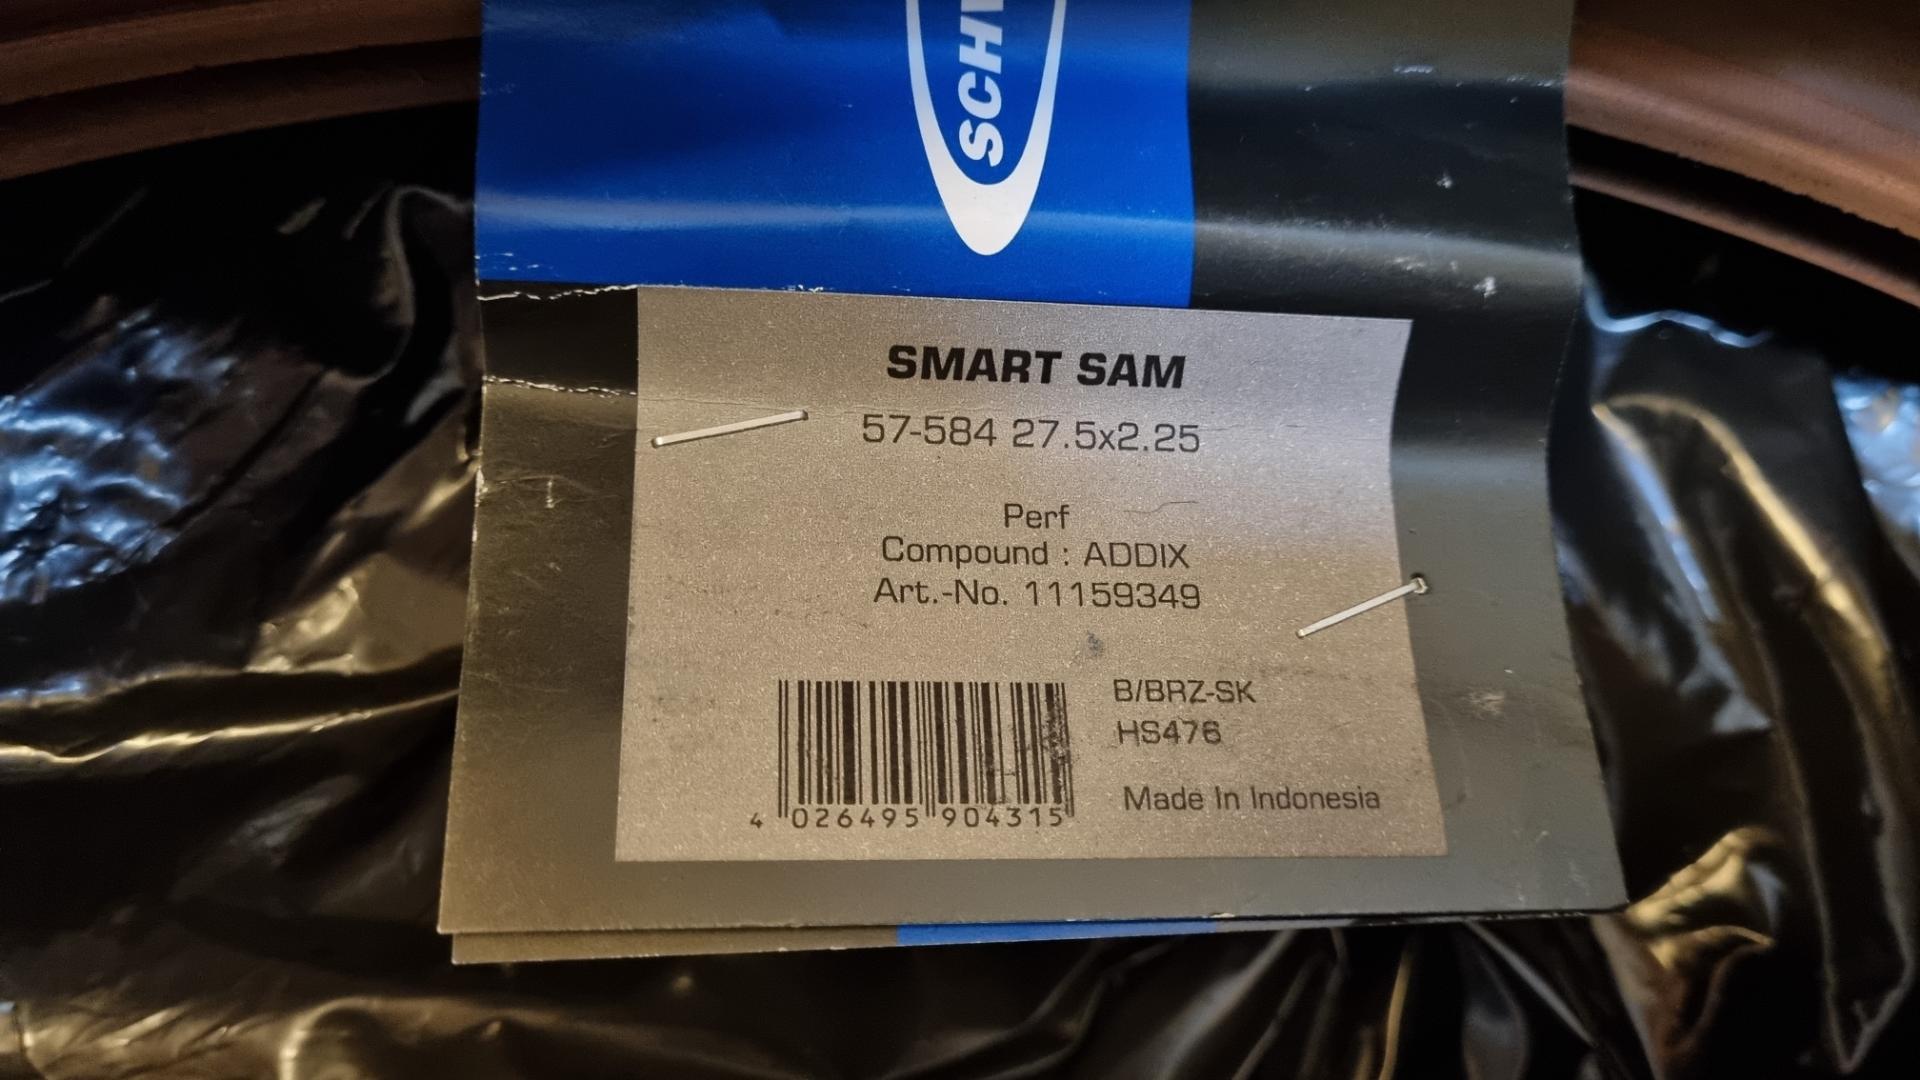 SCHW
SMART SAM
57-584 27.5x2.25
Perf
Compound : ADDIX
Art.-No. 11159349
B/BRZ-SK
HS476
Made In Indonesia
4 026495 904315